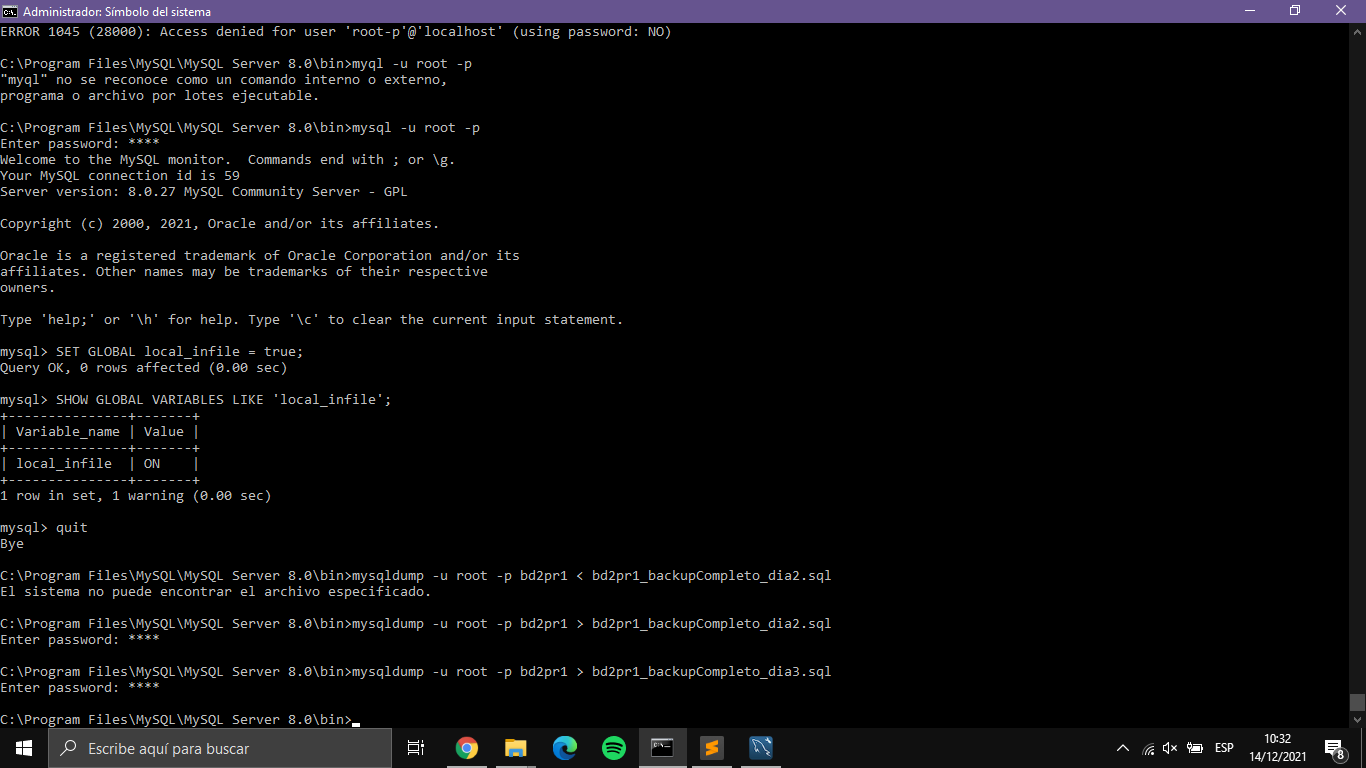 Administrador: Símbolo del sistema
ERROR 1045 (28000): Access denied for user 'root-p'@'localhost' (using password: NO)
C:\Program Files\MySQL\MySQL Server 8.0\bin>myql -u root -p
"myql" no se reconoce como un comando interno o externo,
programa o archivo por lotes ejecutable.
C:\Program Files\MySQL\MySQL Server 8.0\bin>mysql -u root -p
Enter password: ****
Welcome to the MySQL monitor.  Commands end with ; or \g.
Your MySQL connection id is 59
Server version: 8.0.27 MySQL Community Server - GPL
Copyright (c) 2000, 2021, Oracle and/or its affiliates.
Oracle is a registered trademark of Oracle Corporation and/or its
affiliates. Other names may be trademarks of their respective
owners.
Type 'help;' or '\h' for help. Type '\c' to clear the current input statement.
mysql> SET GLOBAL local_infile = true;
Query OK, 0 rows affected (0.00 sec)
mysql> SHOW GLOBAL VARIABLES LIKE 'local_infile';
+---------------+-------+
| Variable_name | Value |
+---------------+-------+
| local_infile  | ON    |
+---------------+-------+
1 row in set, 1 warning (0.00 sec)
mysql> quit
Bye
C:\Program Files\MySQL\MySQL Server 8.0\bin>mysqldump -u root -p bd2pr1 < bd2pr1_backupCompleto_dia2.sql
El sistema no puede encontrar el archivo especificado.
C:\Program Files\MySQL\MySQL Server 8.0\bin>mysqldump -u root -p bd2pr1 > bd2pr1_backupCompleto_dia2.sql
Enter password: ****
C:\Program Files\MySQL\MySQL Server 8.0\bin>mysqldump -u root -p bd2pr1 > bd2pr1_backupCompleto_dia3.sql
Enter password: ****
C:\Program Files\MySQL\MySQL Server 8.0\bin>
Escribe aquí para buscar
ESP
10:32
14/12/2021
8